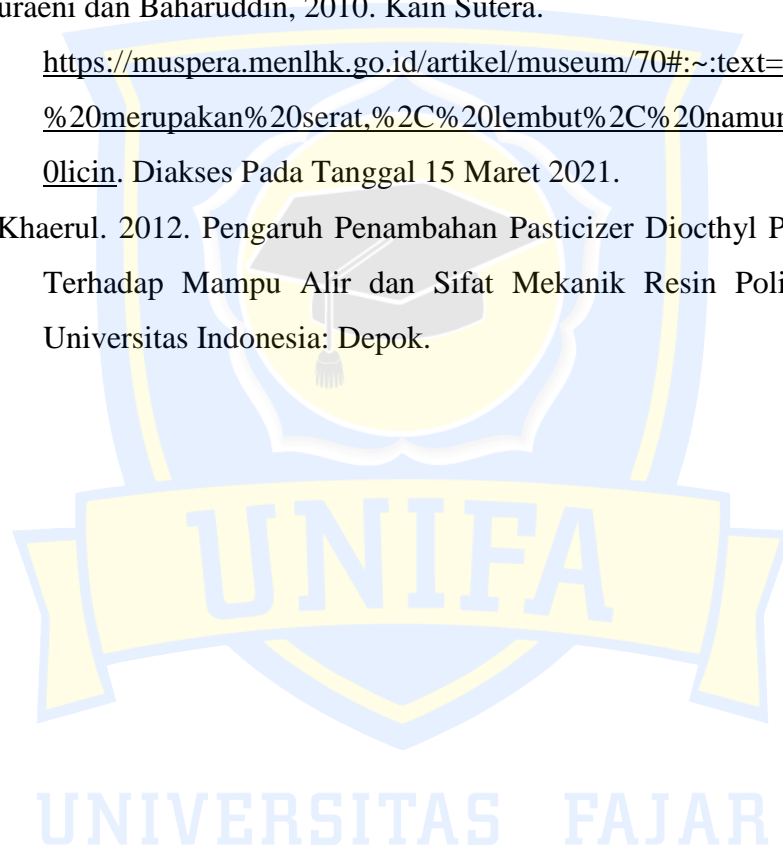 uraeni dan Baharuddin, 2010. Kain Sutera.
https://muspera.menlhk.go.id/artikel/museum/70#:~:text=
%20merupakan%20serat,%2C%20lembut%2C%20namun
0licin. Diakses Pada Tanggal 15 Maret 2021.
Khaerul. 2012. Pengaruh Penambahan Pasticizer Diocthyl P
Terhadap Mampu Alir dan Sifat Mekanik Resin Poli
Universitas Indonesia: Depok.
UNIFA
UNIVERSITAS FAJAR